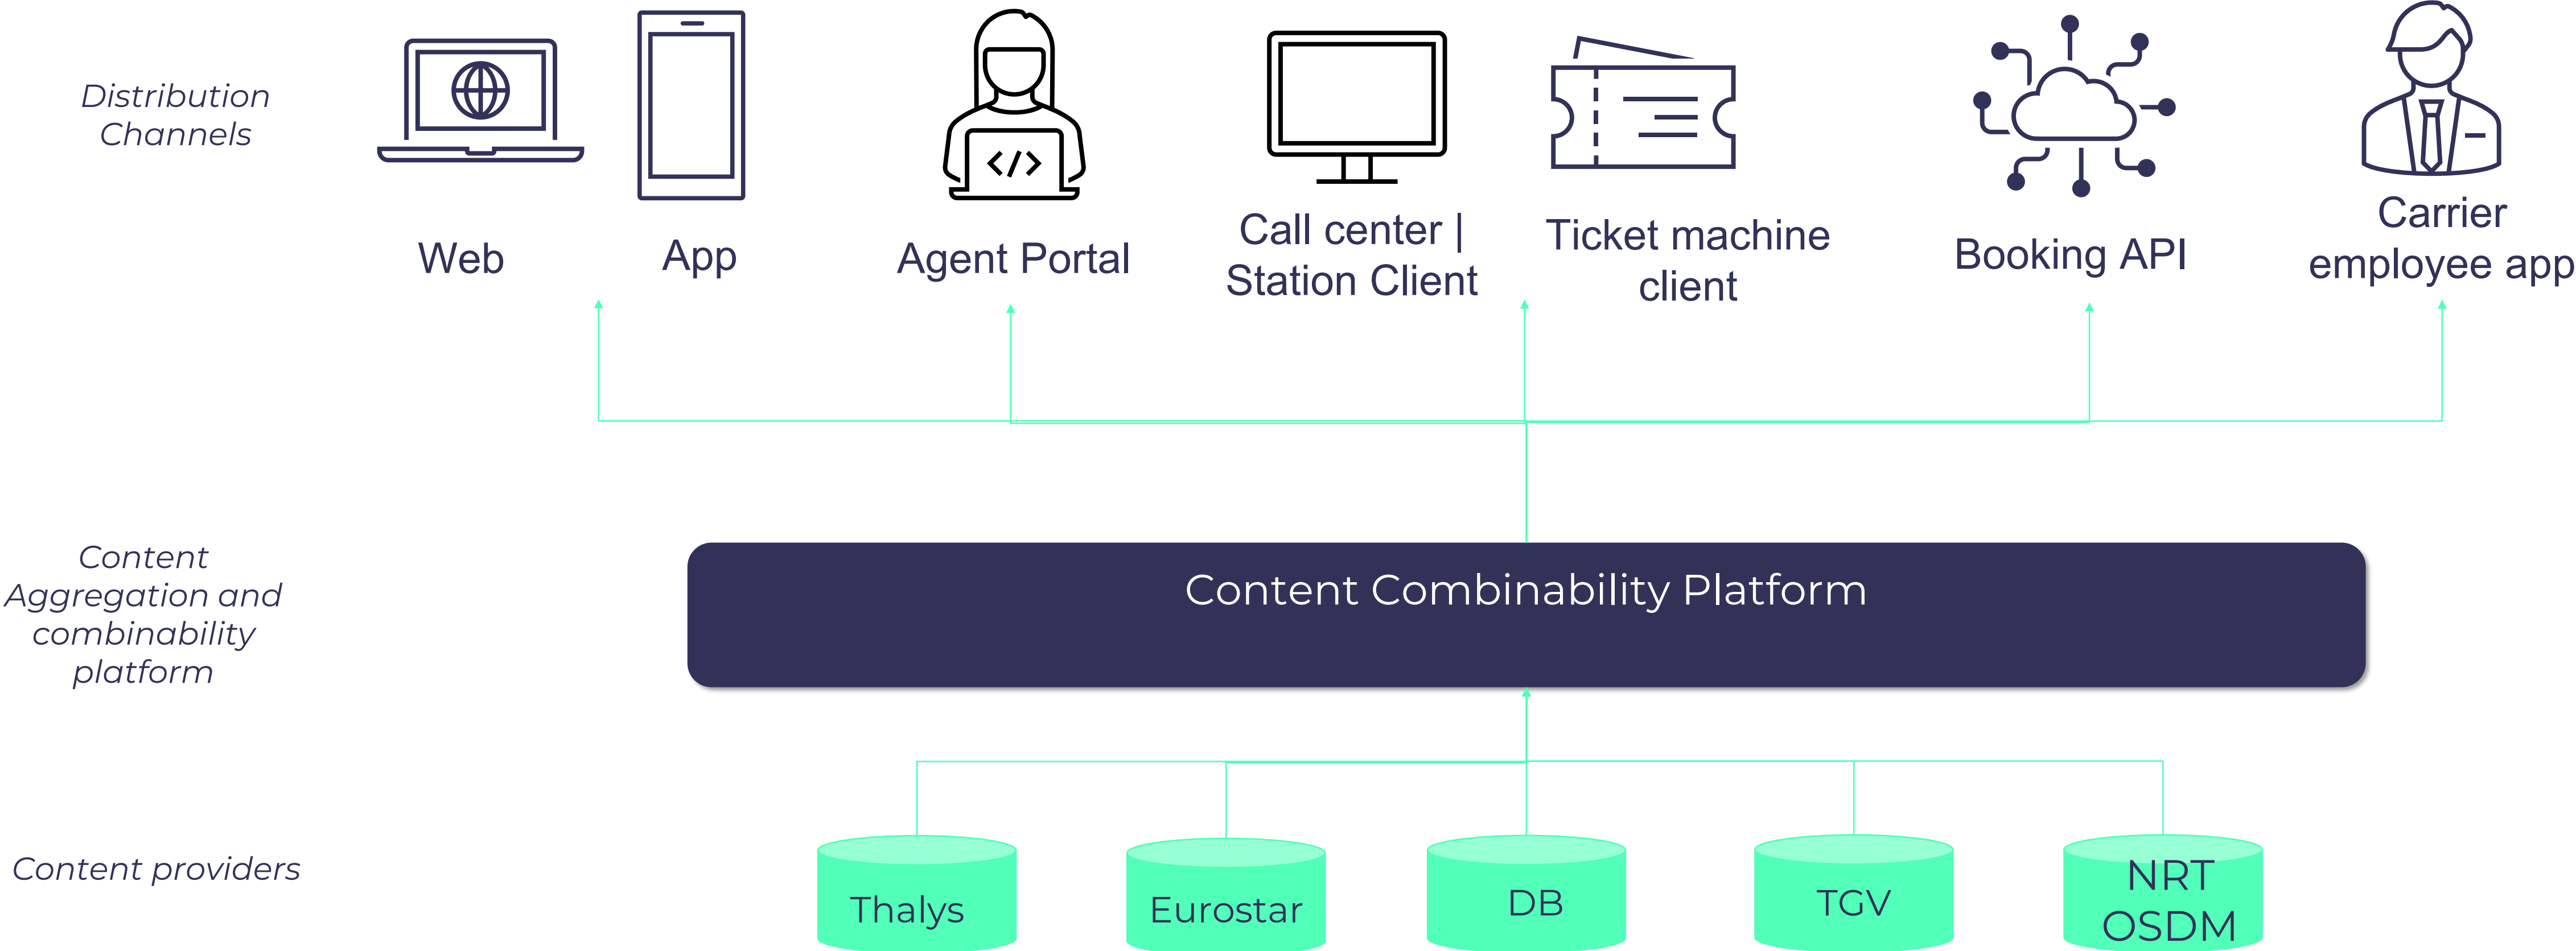 Distribution
Channels
Web
App
Agent Portal
</>
Call center |
Station Client
Ticket machine
client
Booking API
Carrier
employee app
Content
Aggregation and
combinability
platform
Content Combinability Platform
Content providers
Thalys
Eurostar
DB
TGV
NRT
OSDM